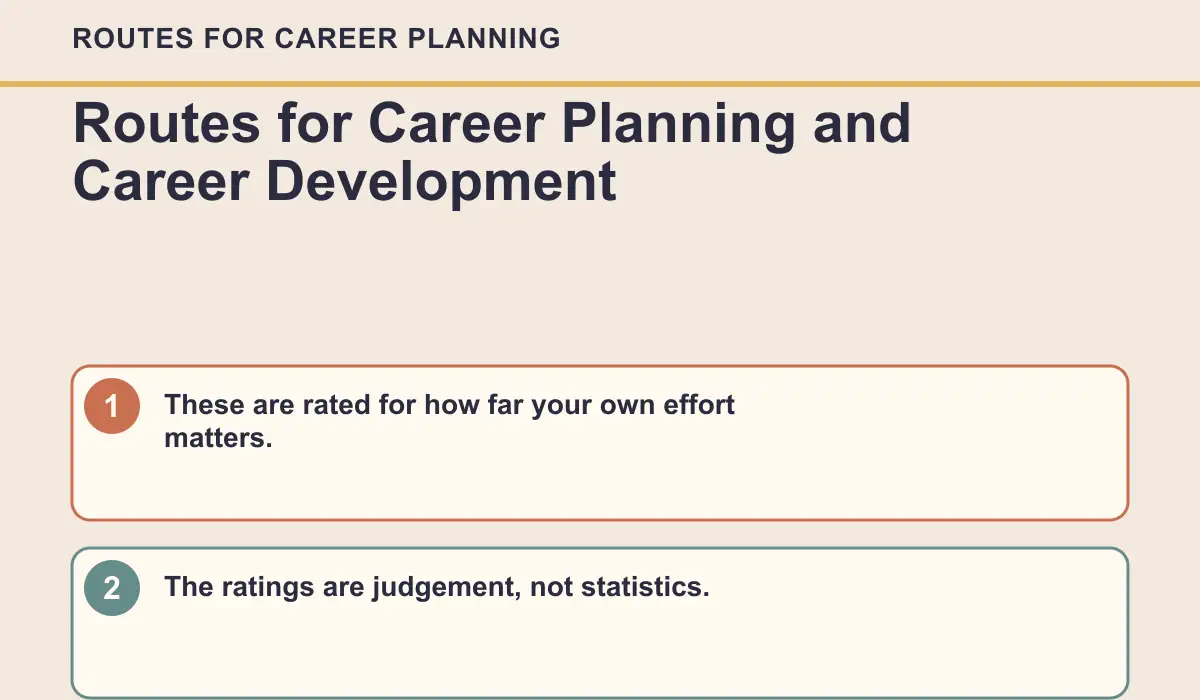 ROUTES FOR CAREER PLANNING
Routes for Career Planning and
Career Development
1
These are rated for how far your own effort
matters.
2
The ratings are judgement, not statistics.